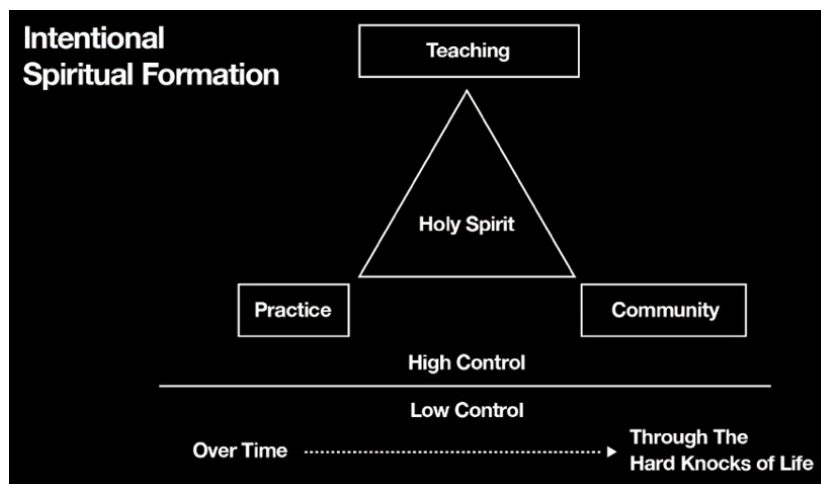 Intentional
Spiritual Formation
Teaching
Holy Spirit
Practice
Community
High Control
Low Control
Over Time
Through The
Hard Knocks of Life